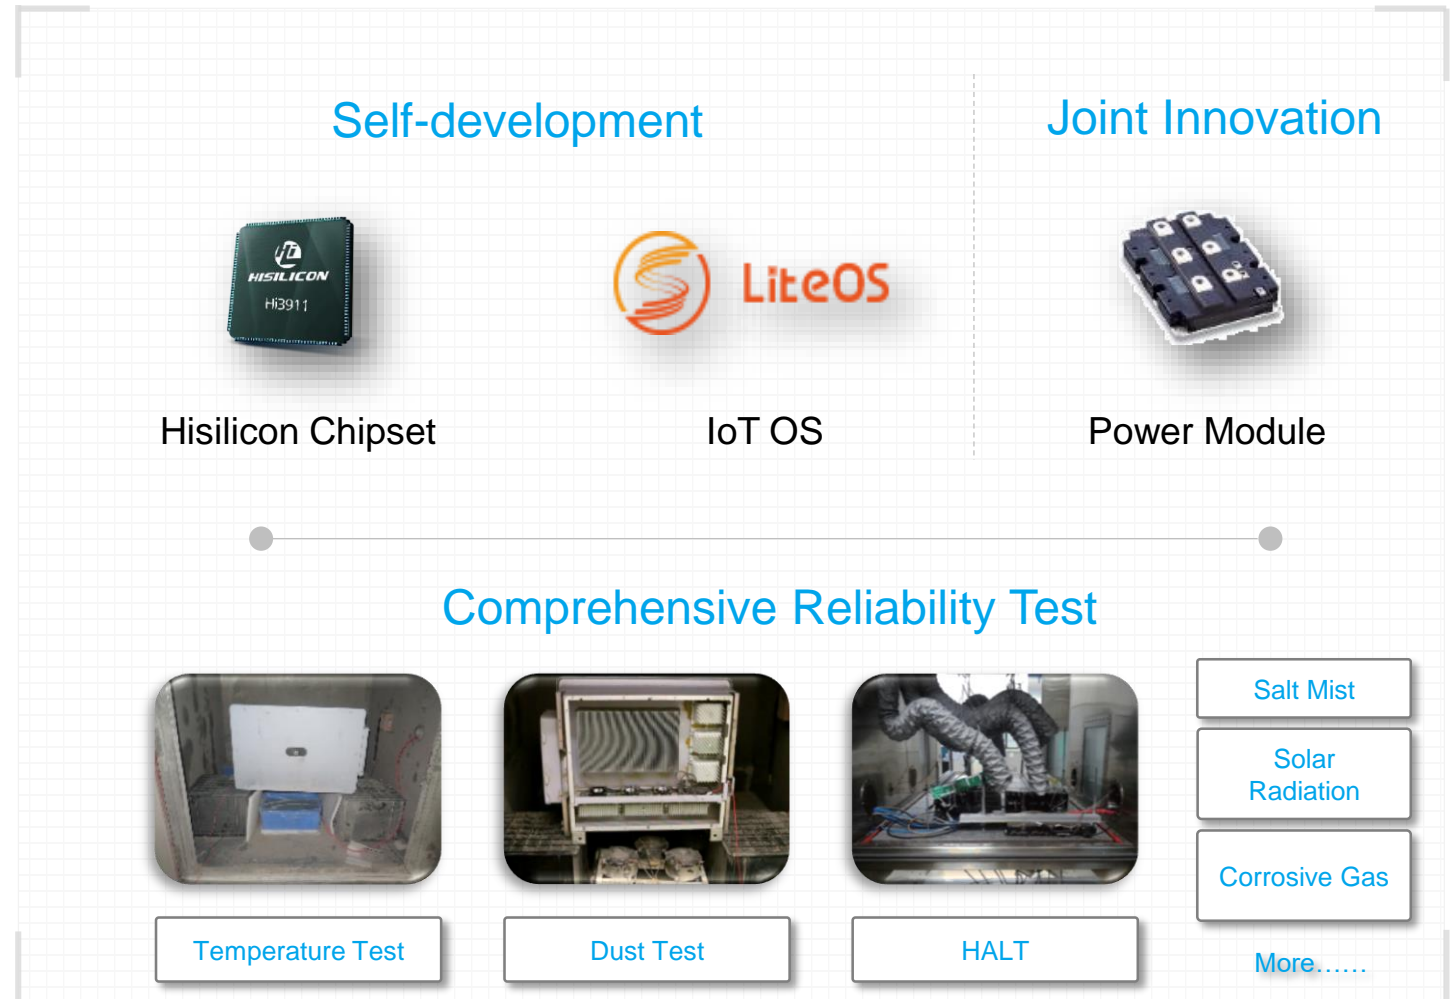 Self-development
Joint Innovation
HISILICON
Hi3911
LiteOS
Hisilicon Chipset
IoT OS
Power Module
Comprehensive Reliability Test
Temperature Test
Dust Test
HALT
Salt Mist
Solar
Radiation
Corrosive Gas
More……